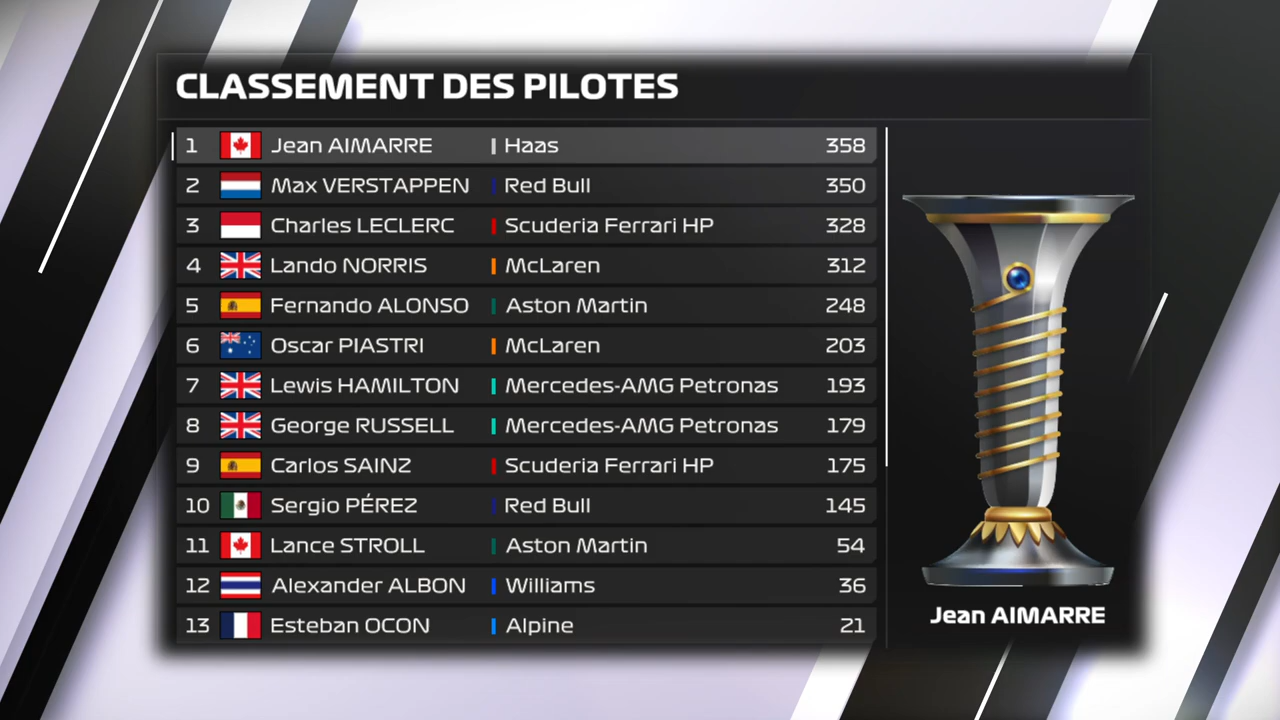 CLASSEMENT DES PILOTES
1 Jean AIMARRE Haas 358
2 Max VERSTAPPEN Red Bull 350
3 Charles LECLERC Scuderia Ferrari HP 328
4 Lando NORRIS McLaren 312
5 Fernando ALONSO Aston Martin 248
6 Oscar PIASTRI McLaren 203
7 Lewis HAMILTON Mercedes-AMG Petronas 193
8 George RUSSELL Mercedes-AMG Petronas 179
9 Carlos SAINZ Scuderia Ferrari HP 175
10 Sergio PÉREZ Red Bull 145
11 Lance STROLL Aston Martin 54
12 Alexander ALBON Williams 36
13 Esteban OCON Alpine 21
Jean AIMARRE